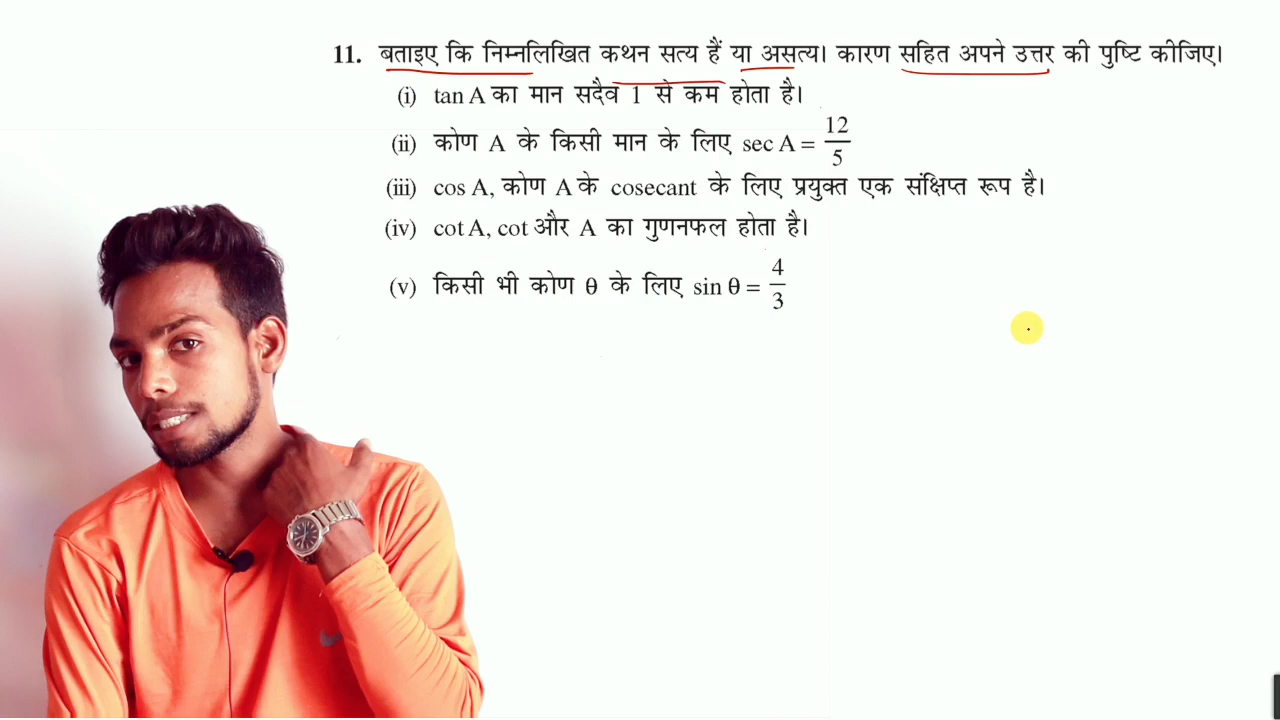 11. बताइए कि निम्नलिखित कथन सत्य हैं या असत्य। कारण सहित अपने उत्तर की पुष्टि कीजिए।
(i) tan A का मान सदैव 1 से कम होता है।
(ii) कोण A के किसी मान के लिए sec A = 12/5
(iii) cos A, कोण A के cosecant के लिए प्रयुक्त एक संक्षिप्त रूप है।
(iv) cot A, cot और A का गुणनफल होता है।
(v) किसी भी कोण θ के लिए sin θ = 4/3